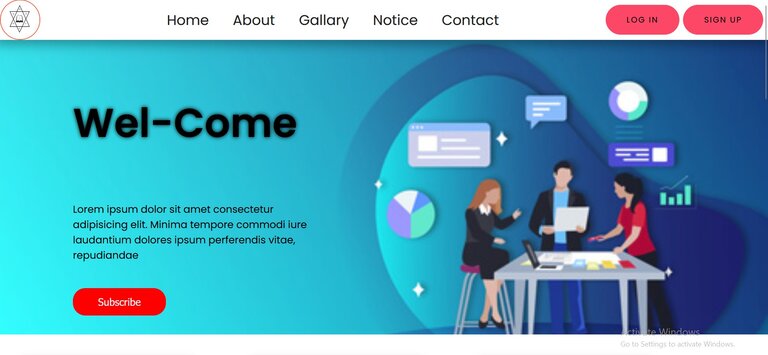 Home About Gallary Notice Contact LOG IN SIGN UP
Wel-Come
Lorem ipsum dolor sit amet consectetur
adipisicing elit. Minima tempore commodi iure
laudantium dolores ipsum perferendis vitae,
repudiandae
Subscribe
Activate Windows
Go to Settings to activate Windows.